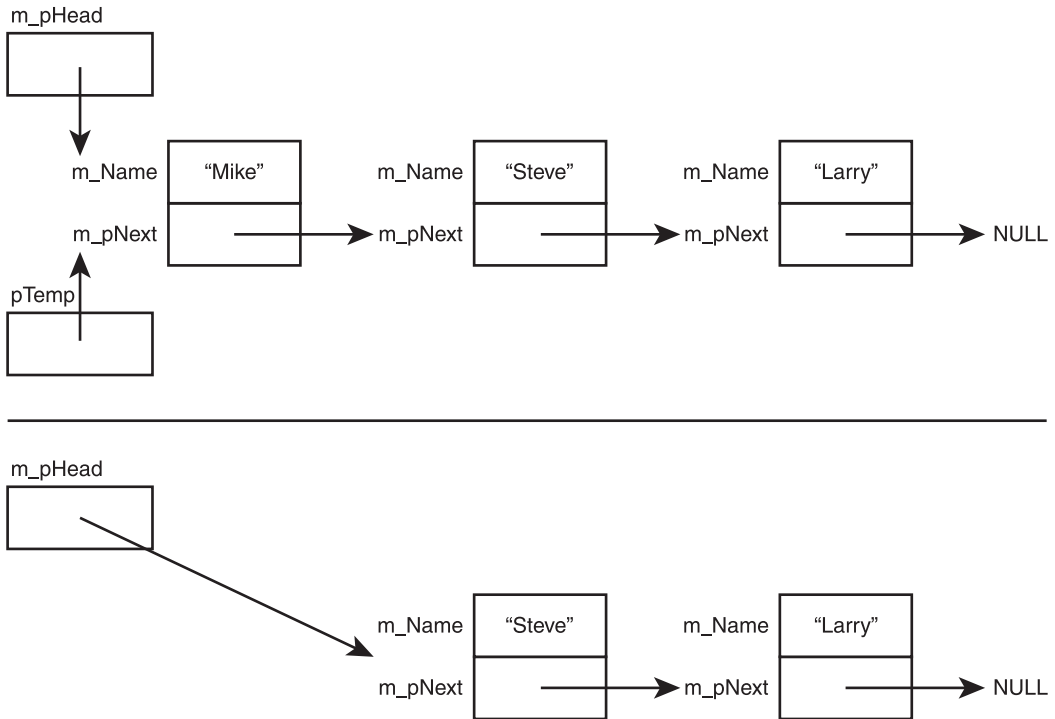 m_pHead
m_Name “Mike” m_Name “Steve” m_Name “Larry”
m_pNext m_pNext m_pNext NULL
pTemp
m_pHead
m_Name “Steve” m_Name “Larry”
m_pNext m_pNext NULL